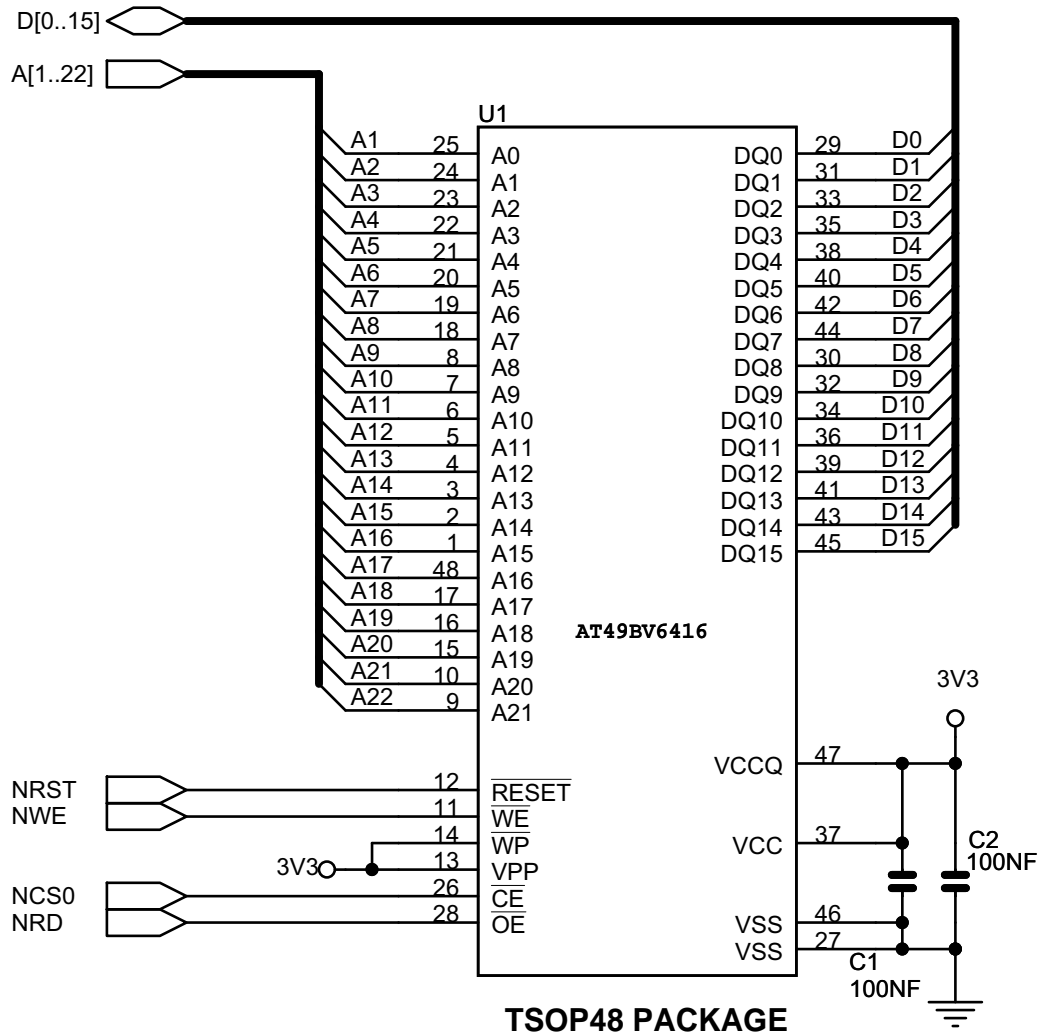 D[0..15]
A[1..22]
U1
A1 25 A0 DQ0 29 D0
A2 24 A1 DQ1 31 D1
A3 23 A2 DQ2 33 D2
A4 22 A3 DQ3 35 D3
A5 21 A4 DQ4 38 D4
A6 20 A5 DQ5 40 D5
A7 19 A6 DQ6 42 D6
A8 18 A7 DQ7 44 D7
A9 8 A8 DQ8 30 D8
A10 7 A9 DQ9 32 D9
A11 6 A10 DQ10 34 D10
A12 5 A11 DQ11 36 D11
A13 4 A12 DQ12 39 D12
A14 3 A13 DQ13 41 D13
A15 2 A14 DQ14 43 D14
A16 1 A15 DQ15 45 D15
A17 48 A16
A18 17 A17
A19 16 A18
A20 15 A19
A21 10 A20
A22 9 A21
AT49BV6416
3V3
VCCQ 47
NRST 12 RESET
NWE 11 WE
14 WP
3V3 13 VPP
NCS0 26 CE
NRD 28 OE
VCC 37
C2
100NF
VSS 46
VSS 27
C1
100NF
TSOP48 PACKAGE